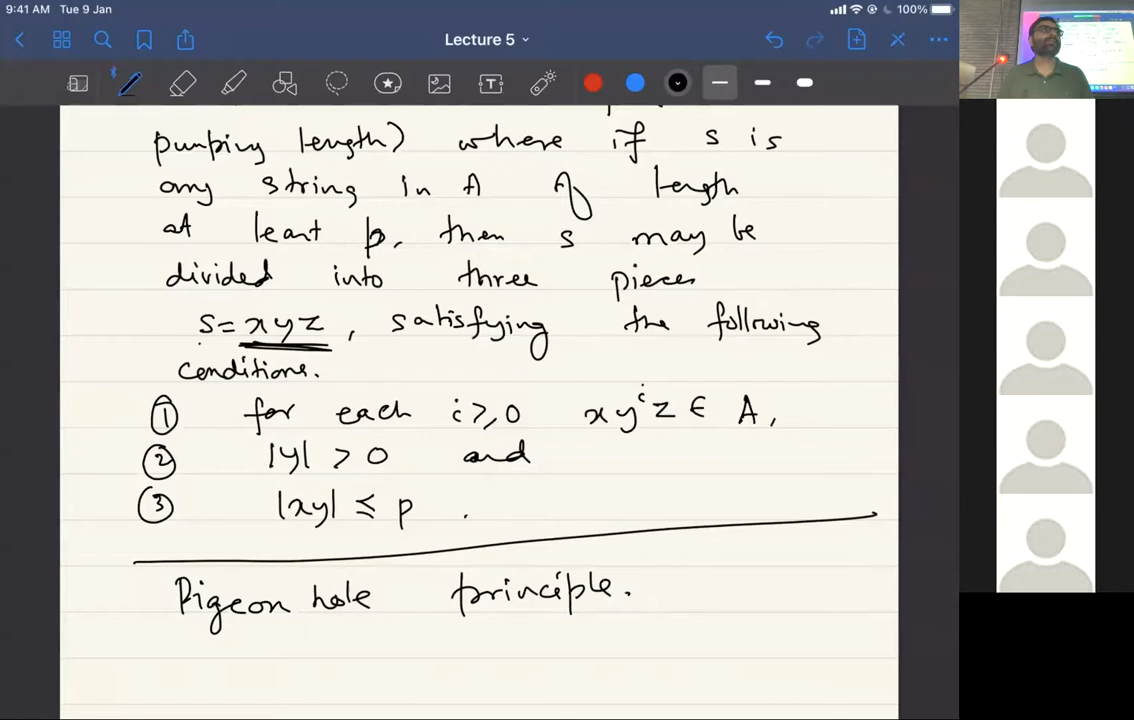 9:41 AM Tue 9 Jan
100%
Lecture 5
pumping length) where if s is
any string in A of length
at least p, then s may be
divided into three pieces
s = xyz, satisfying the following
conditions.
① for each i ≥ 0 xyⁱz ∈ A,
② |y| > 0 and
③ |xy| ≤ p .
Pigeon hole principle.